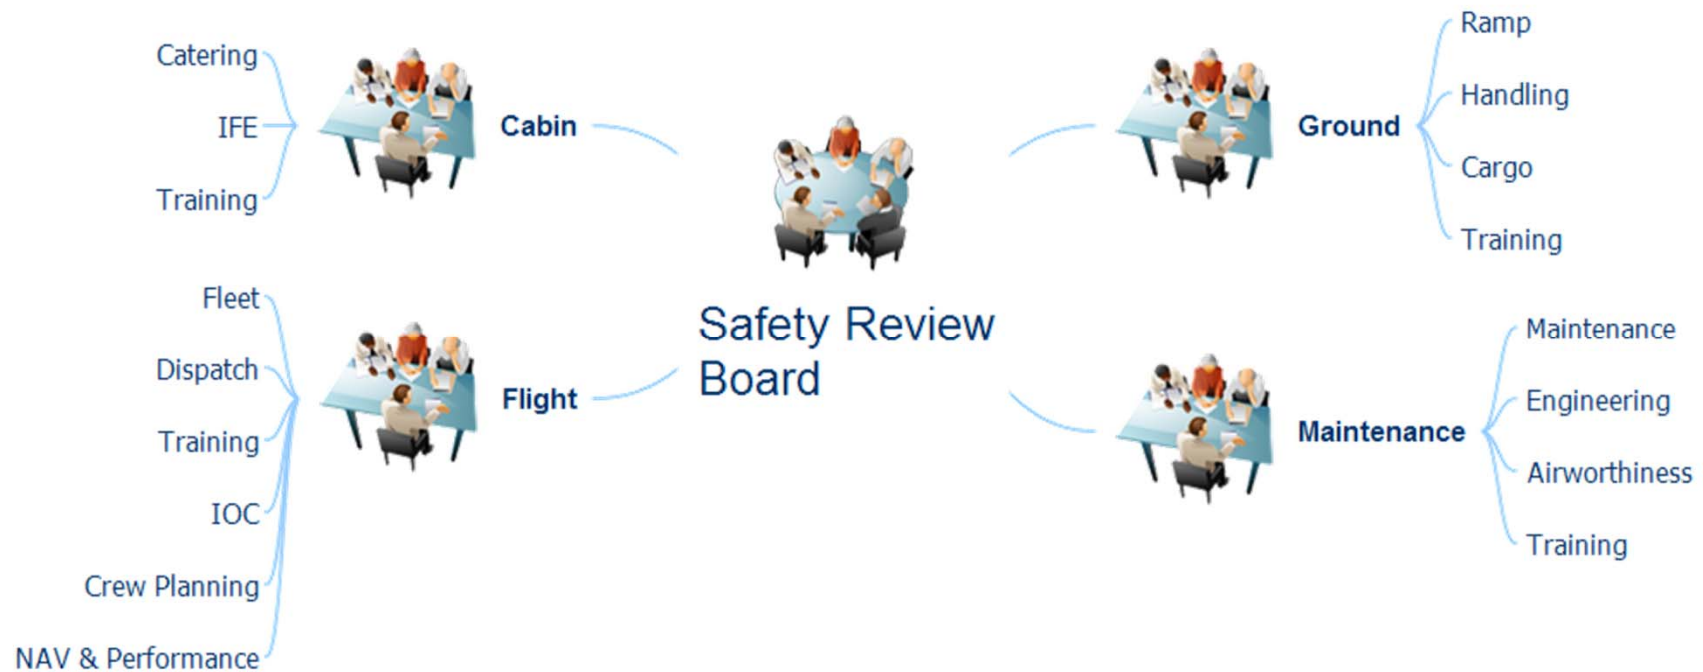 Catering
IFE
Training
Cabin
Fleet
Dispatch
Training
IOC
Crew Planning
NAV & Performance
Flight
Safety Review
Board
Ground
Ramp
Handling
Cargo
Training
Maintenance
Maintenance
Engineering
Airworthiness
Training